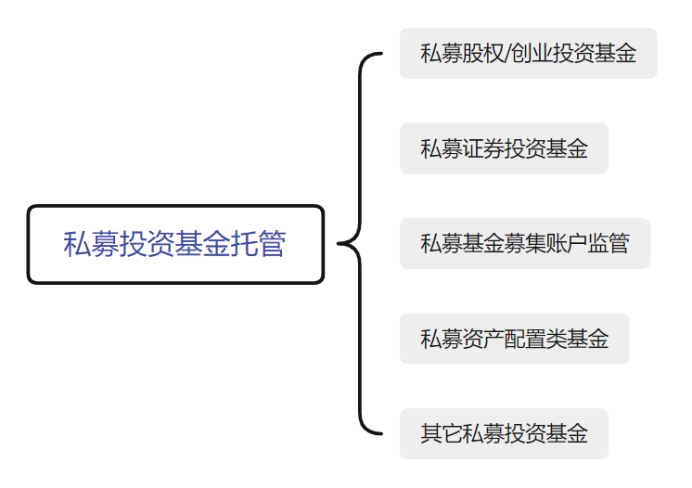 私募股权/创业投资基金
私募证券投资基金
私募投资基金托管
私募基金募集账户监管
私募资产配置类基金
其它私募投资基金